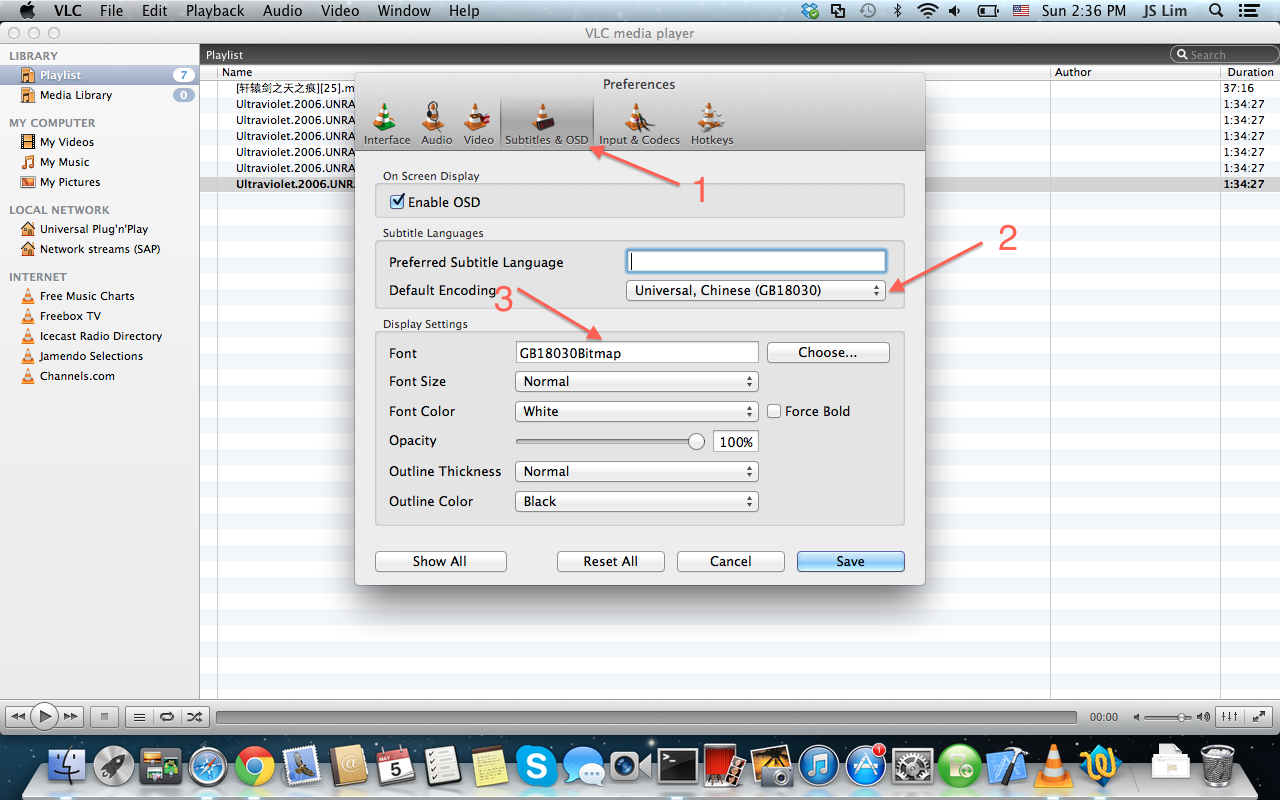 VLC File Edit Playback Audio Video Window Help Sun 2:36 PM JS Lim
VLC media player
LIBRARY
Playlist 7
Media Library 0
MY COMPUTER
My Videos
My Music
My Pictures
LOCAL NETWORK
Universal Plug'n'Play
Network streams (SAP)
INTERNET
Free Music Charts
Freebox TV
Icecast Radio Directory
Jamendo Selections
Channels.com
Playlist Search
Name Author Duration
[轩辕剑之天之痕][25].m 37:16
Ultraviolet.2006.UNRA 1:34:27
Ultraviolet.2006.UNRA 1:34:27
Ultraviolet.2006.UNRA 1:34:27
Ultraviolet.2006.UNRA 1:34:27
Ultraviolet.2006.UNRA 1:34:27
Ultraviolet.2006.UNRA 1:34:27
Preferences
Interface Audio Video Subtitles & OSD Input & Codecs Hotkeys
1
On Screen Display
Enable OSD
Subtitle Languages
2
Preferred Subtitle Language
Default Encoding Universal, Chinese (GB18030)
3
Display Settings
Font GB18030Bitmap Choose...
Font Size Normal
Font Color White Force Bold
Opacity 100%
Outline Thickness Normal
Outline Color Black
Show All Reset All Cancel Save
00:00
MAY
5
1